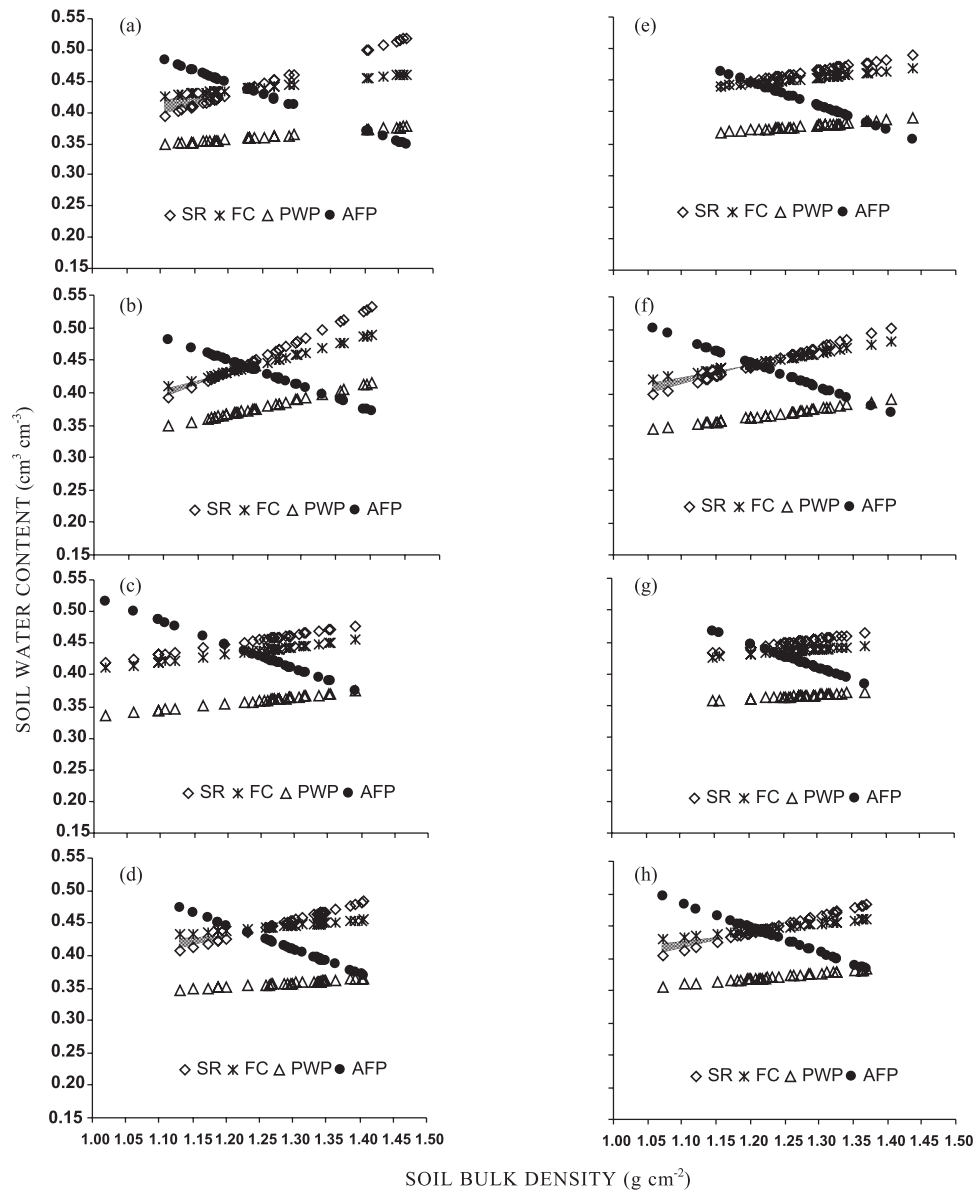 (a)
0.55
0.50
0.45
0.40
0.35
0.30
0.25
0.20
0.15
SR FC PWP AFP
(e)
SR FC PWP AFP
(b)
0.55
0.50
0.45
0.40
0.35
0.30
0.25
0.20
0.15
SR FC PWP AFP
(f)
SR FC PWP AFP
(c)
0.55
0.50
0.45
0.40
0.35
0.30
0.25
0.20
0.15
SR FC PWP AFP
(g)
SR FC PWP AFP
(d)
0.55
0.50
0.45
0.40
0.35
0.30
0.25
0.20
0.15
SR FC PWP AFP
1.00 1.05 1.10 1.15 1.20 1.25 1.30 1.35 1.40 1.45 1.50
(h)
SR FC PWP AFP
1.00 1.05 1.10 1.15 1.20 1.25 1.30 1.35 1.40 1.45 1.50
SOIL WATER CONTENT (cm³ cm⁻³)
SOIL BULK DENSITY (g cm⁻²)